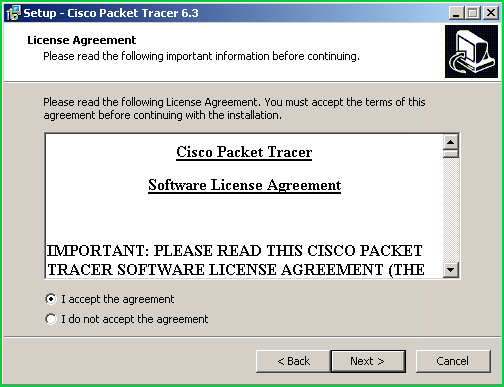 Setup - Cisco Packet Tracer 6.3
License Agreement
Please read the following important information before continuing.
Please read the following License Agreement. You must accept the terms of this
agreement before continuing with the installation.
Cisco Packet Tracer
Software License Agreement
IMPORTANT: PLEASE READ THIS CISCO PACKET
TRACER SOFTWARE LICENSE AGREEMENT (THE
I accept the agreement
I do not accept the agreement
< Back
Next >
Cancel